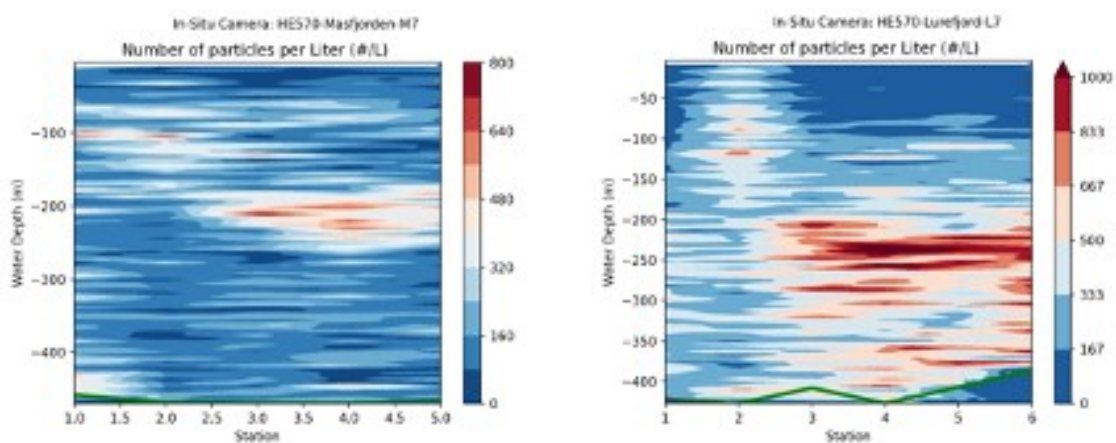 In-Situ Camera: HE570-Masfjorden-M7
Number of particles per Liter (#/L)
800
640
480
320
160
0
−100
−200
−300
−400
Water Depth (m)
1.0 1.5 2.0 2.5 3.0 3.5 4.0 4.5 5.0
Station
In-Situ Camera: HE570-Lurefjord-L7
Number of particles per Liter (#/L)
1000
833
667
500
333
167
0
−50
−100
−150
−200
−250
−300
−350
−400
Water Depth (m)
1 2 3 4 5 6
Station